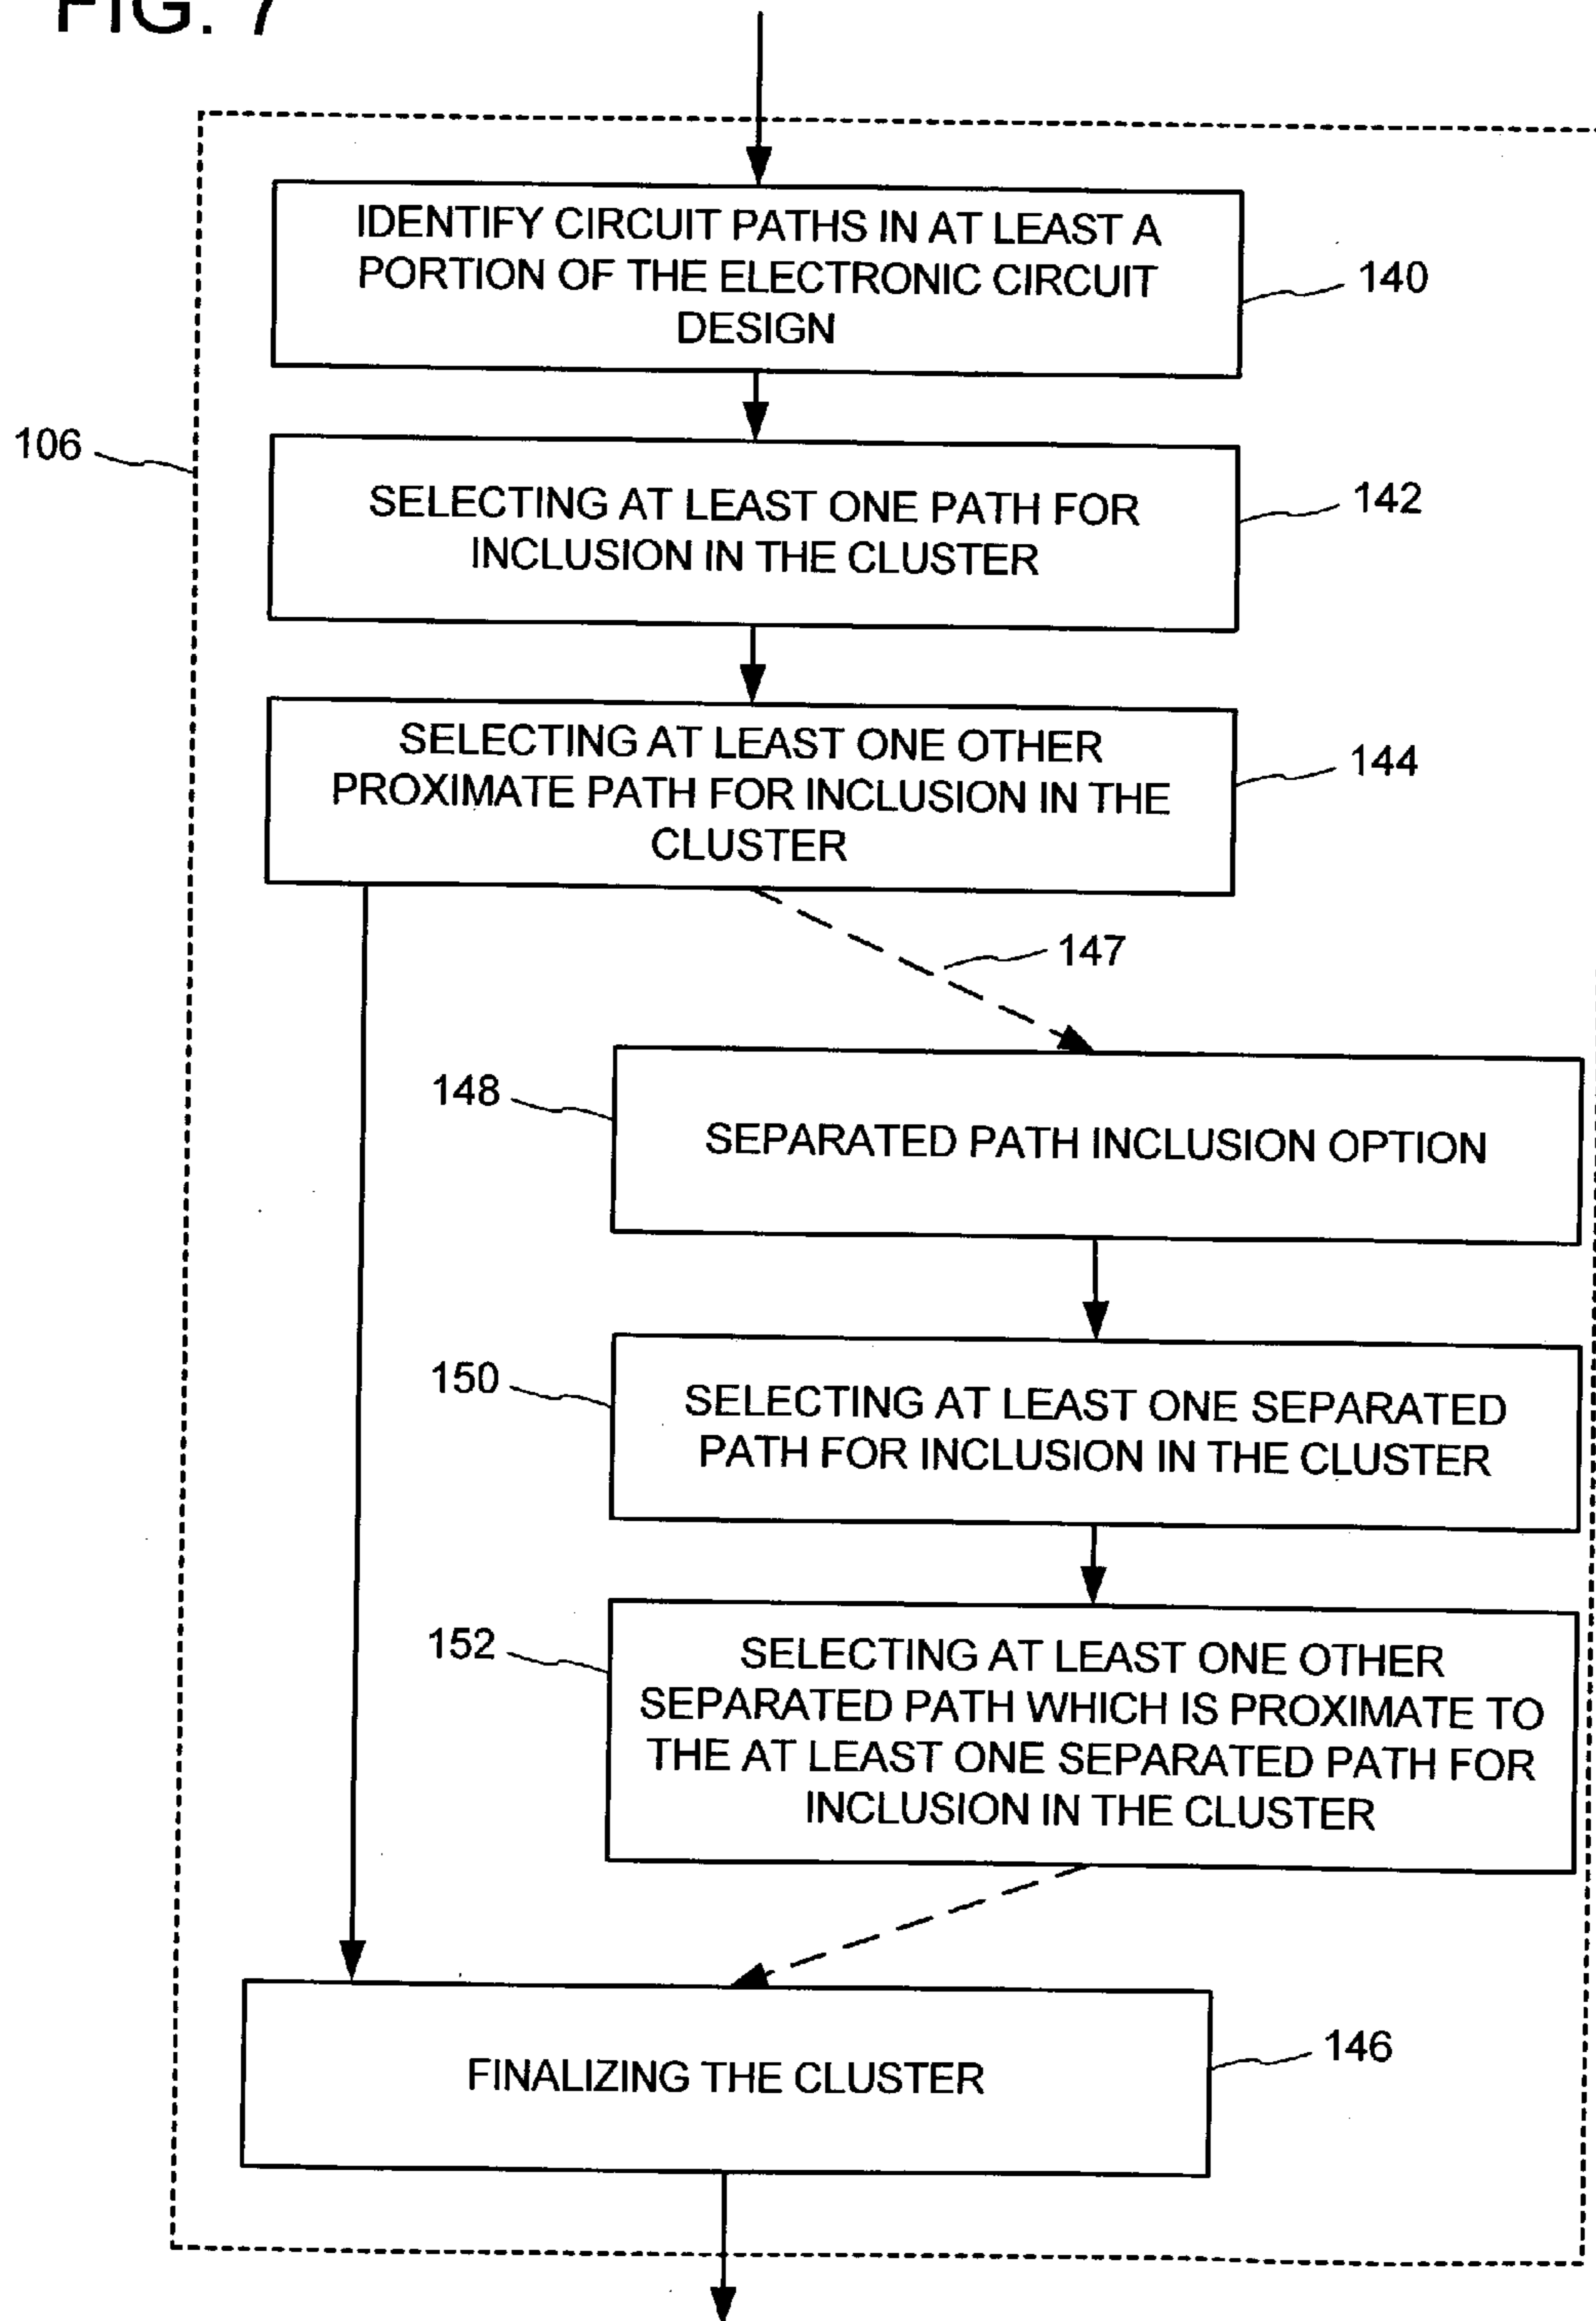 FIG. 7
IDENTIFY CIRCUIT PATHS IN AT LEAST A
PORTION OF THE ELECTRONIC CIRCUIT
DESIGN
140
106
SELECTING AT LEAST ONE PATH FOR
INCLUSION IN THE CLUSTER
142
SELECTING AT LEAST ONE OTHER
PROXIMATE PATH FOR INCLUSION IN THE
CLUSTER
144
147
148
SEPARATED PATH INCLUSION OPTION
150
SELECTING AT LEAST ONE SEPARATED
PATH FOR INCLUSION IN THE CLUSTER
152
SELECTING AT LEAST ONE OTHER
SEPARATED PATH WHICH IS PROXIMATE TO
THE AT LEAST ONE SEPARATED PATH FOR
INCLUSION IN THE CLUSTER
FINALIZING THE CLUSTER
146